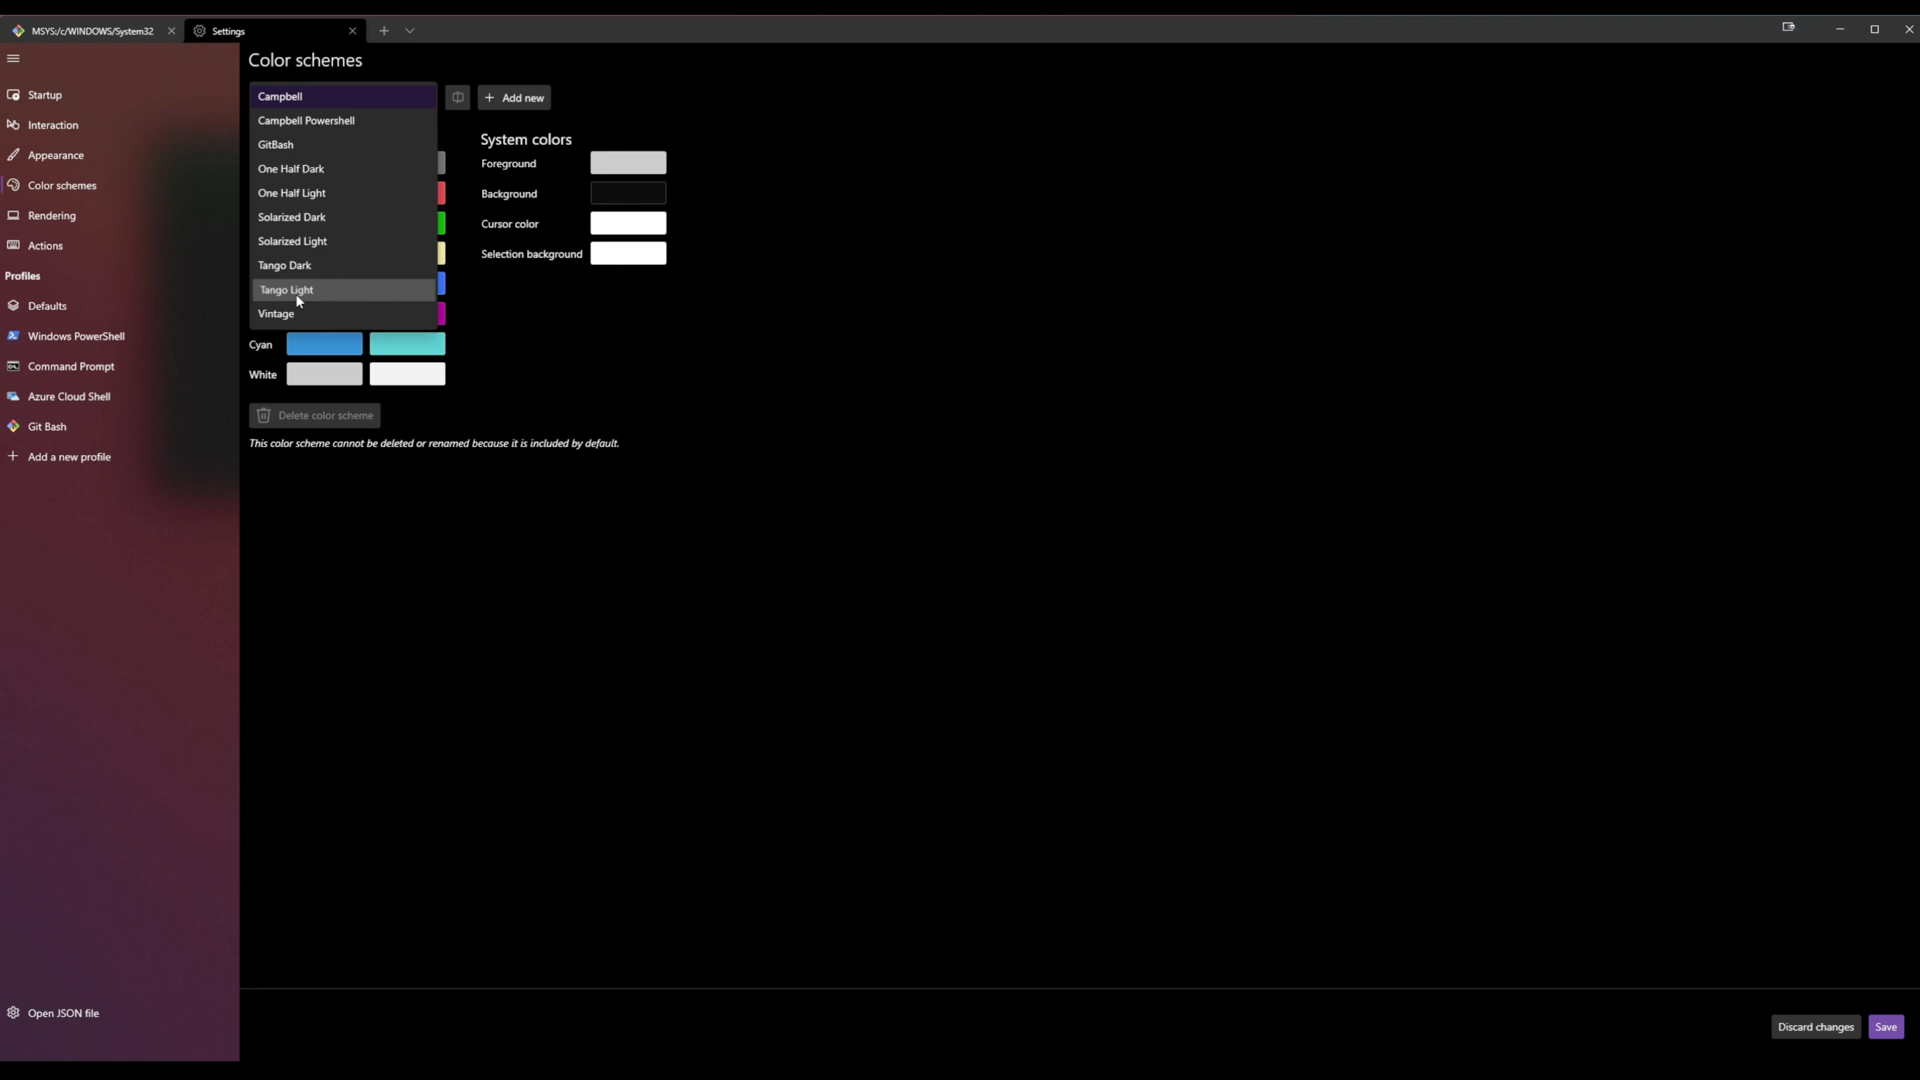 MSYS:/c/WINDOWS/System32
Settings
Startup
Interaction
Appearance
Color schemes
Rendering
Actions
Profiles
Defaults
Windows PowerShell
Command Prompt
Azure Cloud Shell
Git Bash
Add a new profile
Open JSON file
Color schemes
Campbell
Campbell Powershell
GitBash
One Half Dark
One Half Light
Solarized Dark
Solarized Light
Tango Dark
Tango Light
Vintage
Add new
System colors
Foreground
Background
Cursor color
Selection background
Cyan
White
Delete color scheme
This color scheme cannot be deleted or renamed because it is included by default.
Discard changes
Save